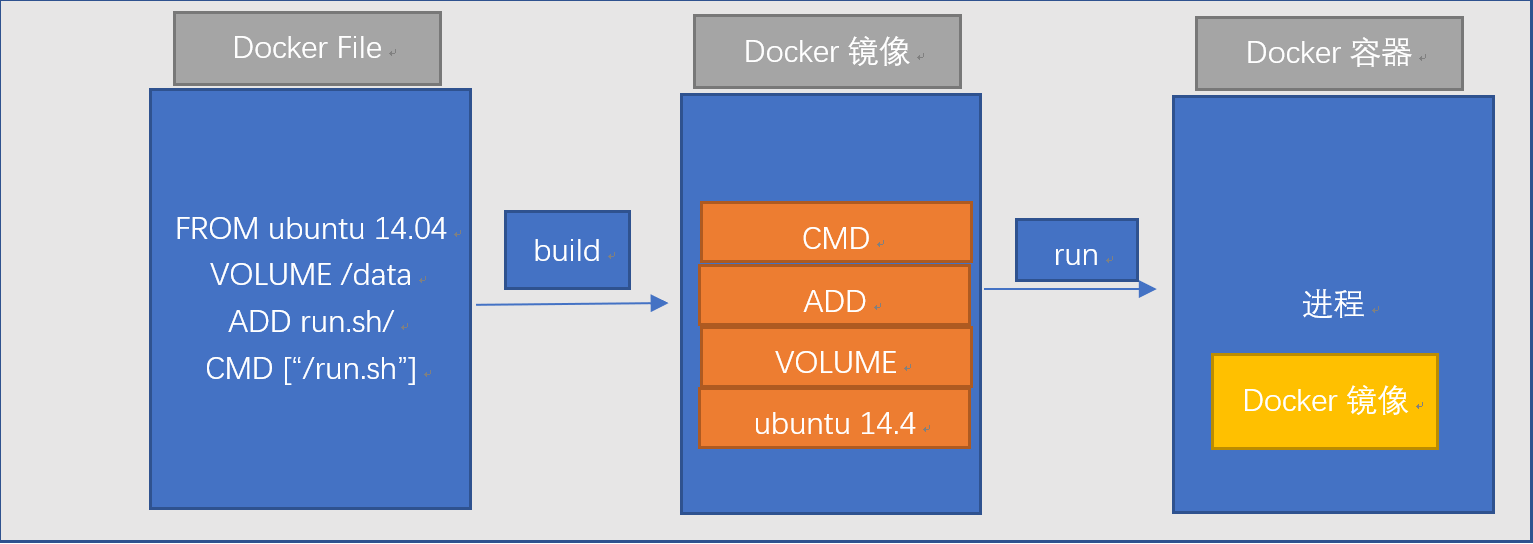 Docker File
Docker 镜像
Docker 容器
FROM ubuntu 14.04
VOLUME /data
ADD run.sh/
CMD [“/run.sh”]
build
CMD
ADD
VOLUME
ubuntu 14.4
run
进程
Docker 镜像